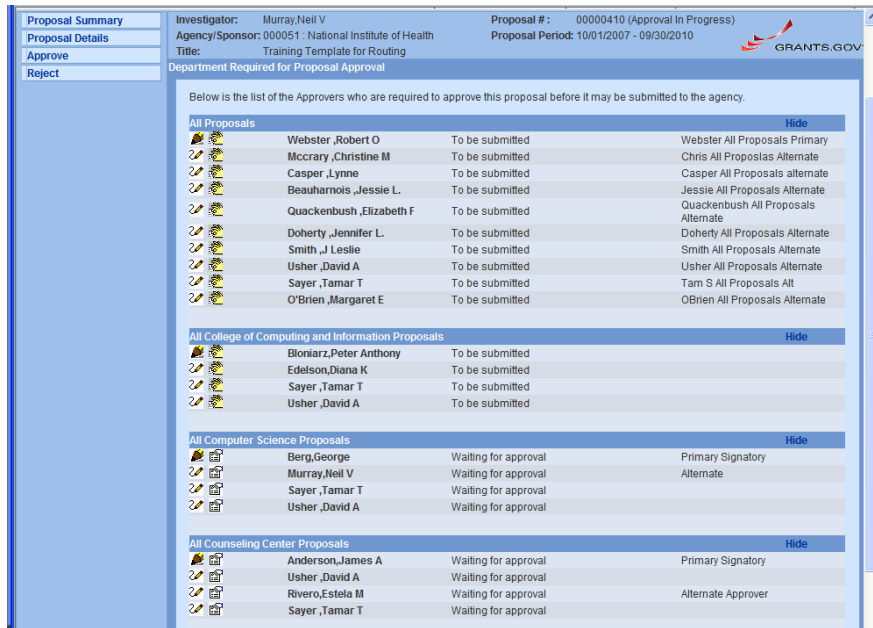 Proposal Summary
Proposal Details
Approve
Reject
Investigator: Murray,Neil V Proposal # : 00000410 (Approval In Progress)
Agency/Sponsor: 000051 : National Institute of Health Proposal Period: 10/01/2007 - 09/30/2010
Title: Training Template for Routing
GRANTS.GOV
Department Required for Proposal Approval
Below is the list of the Approvers who are required to approve this proposal before it may be submitted to the agency.
All Proposals Hide
Webster ,Robert O To be submitted Webster All Proposals Primary
Mccrary ,Christine M To be submitted Chris All Proposlas Alternate
Casper ,Lynne To be submitted Casper All Proposals alternate
Beauharnois ,Jessie L. To be submitted Jessie All Proposals Alternate
Quackenbush ,Elizabeth F To be submitted Quackenbush All Proposals
Alternate
Doherty ,Jennifer L. To be submitted Doherty All Proposals Alternate
Smith ,J Leslie To be submitted Smith All Proposals Alternate
Usher ,David A To be submitted Usher All Proposals Alternate
Sayer ,Tamar T To be submitted Tam S All Proposals Alt
O'Brien ,Margaret E To be submitted OBrien All Proposals Alternate
All College of Computing and Information Proposals Hide
Bloniarz,Peter Anthony To be submitted
Edelson,Diana K To be submitted
Sayer ,Tamar T To be submitted
Usher ,David A To be submitted
All Computer Science Proposals Hide
Berg,George Waiting for approval Primary Signatory
Murray,Neil V Waiting for approval Alternate
Sayer ,Tamar T Waiting for approval
Usher ,David A Waiting for approval
All Counseling Center Proposals Hide
Anderson,James A Waiting for approval Primary Signatory
Usher ,David A Waiting for approval
Rivero,Estela M Waiting for approval Alternate Approver
Sayer ,Tamar T Waiting for approval